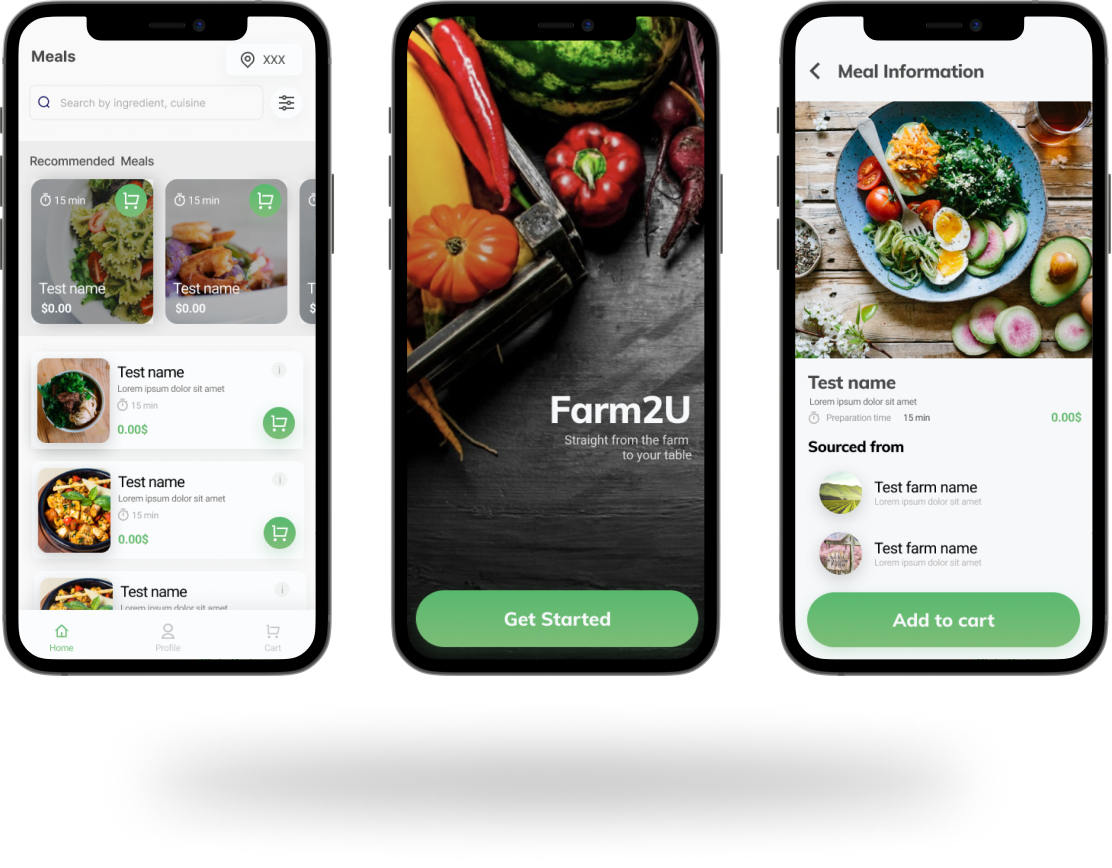 Meals
XXX
Search by ingredient, cuisine
Recommended Meals
15 min
15 min
Test name
$0.00
Test name
$0.00
T
Test name
i
Lorem ipsum dolor sit amet
15 min
0.00$
Test name
i
Lorem ipsum dolor sit amet
15 min
0.00$
Test name
i
Lorem ipsum dolor sit amet
Home
Profile
Cart
Farm2U
Straight from the farm
to your table
Get Started
Meal Information
Test name
Lorem ipsum dolor sit amet
Preparation time 15 min
0.00$
Sourced from
Test farm name
Lorem ipsum dolor sit amet
Test farm name
Lorem ipsum dolor sit amet
Add to cart